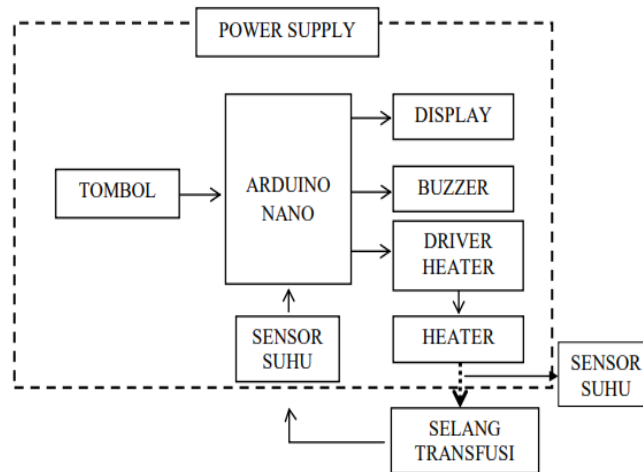 POWER SUPPLY
TOMBOL
ARDUINO
NANO
DISPLAY
BUZZER
DRIVER
HEATER
HEATER
SENSOR
SUHU
SENSOR
SUHU
SELANG
TRANSFUSI